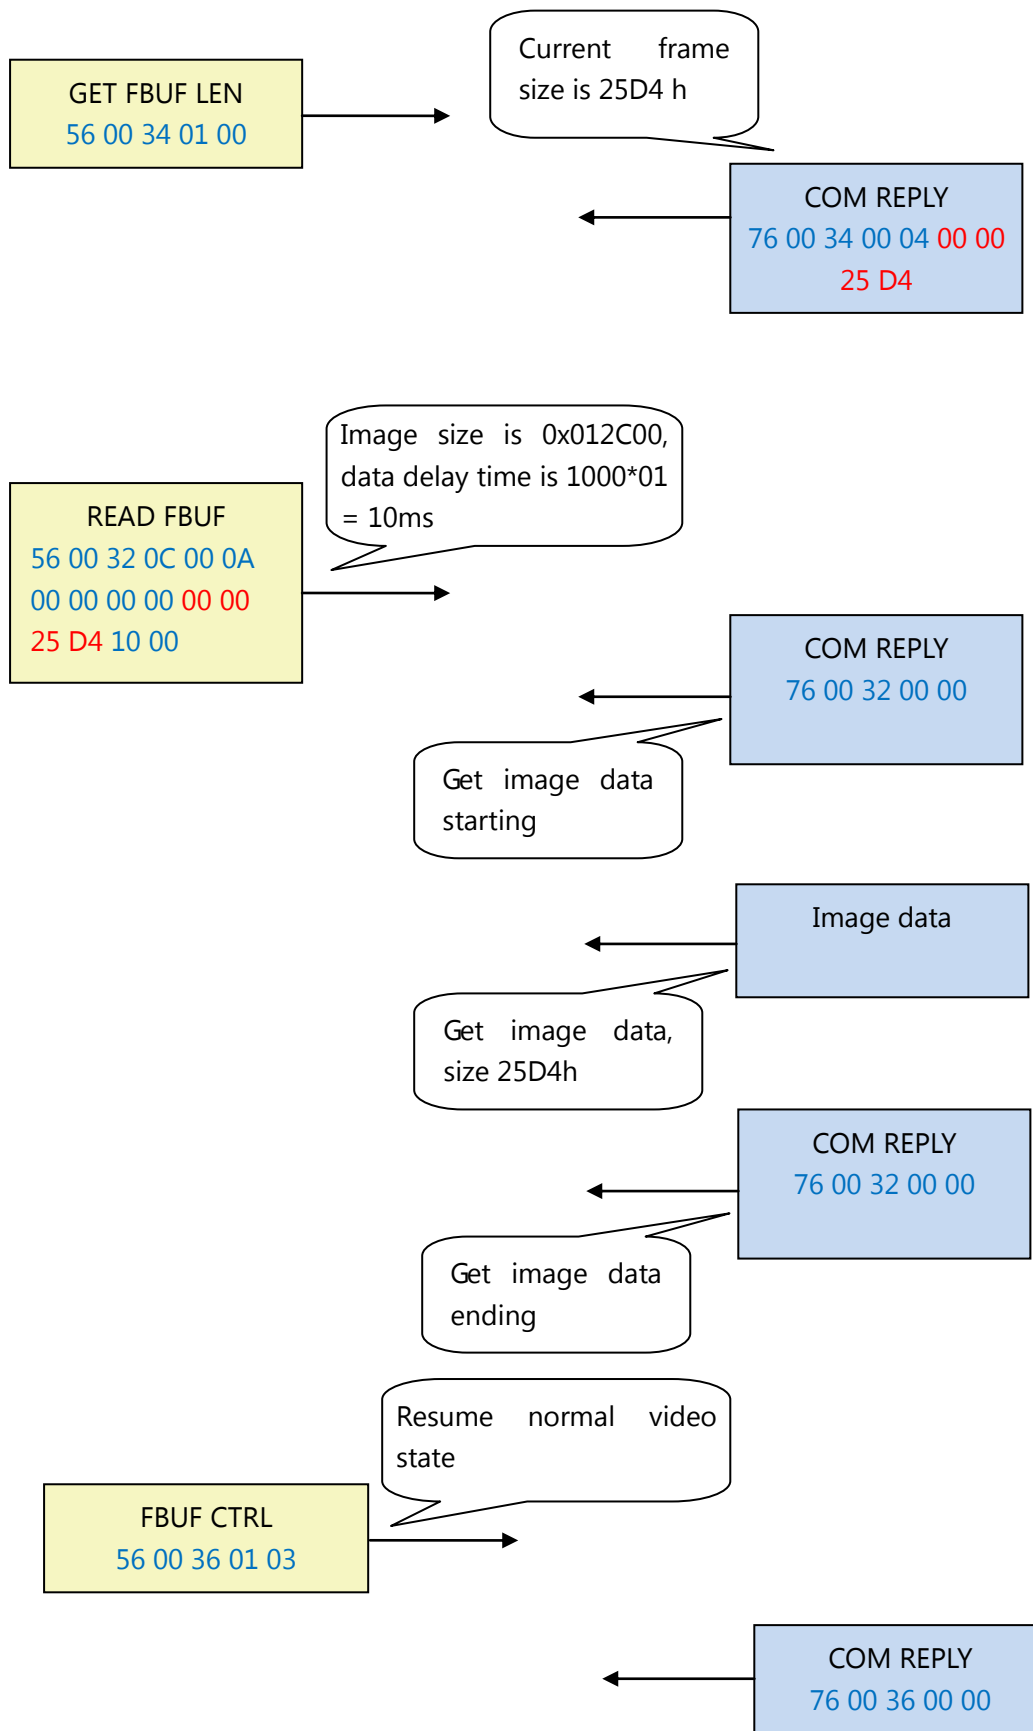 Current frame
size is 25D4 h
GET FBUF LEN
56 00 34 01 00
COM REPLY
76 00 34 00 04 00 00
25 D4
Image size is 0x012C00,
data delay time is 1000*01
= 10ms
READ FBUF
56 00 32 0C 00 0A
00 00 00 00 00 00
25 D4 10 00
COM REPLY
76 00 32 00 00
Get image data
starting
Image data
Get image data,
size 25D4h
COM REPLY
76 00 32 00 00
Get image data
ending
Resume normal video
state
FBUF CTRL
56 00 36 01 03
COM REPLY
76 00 36 00 00